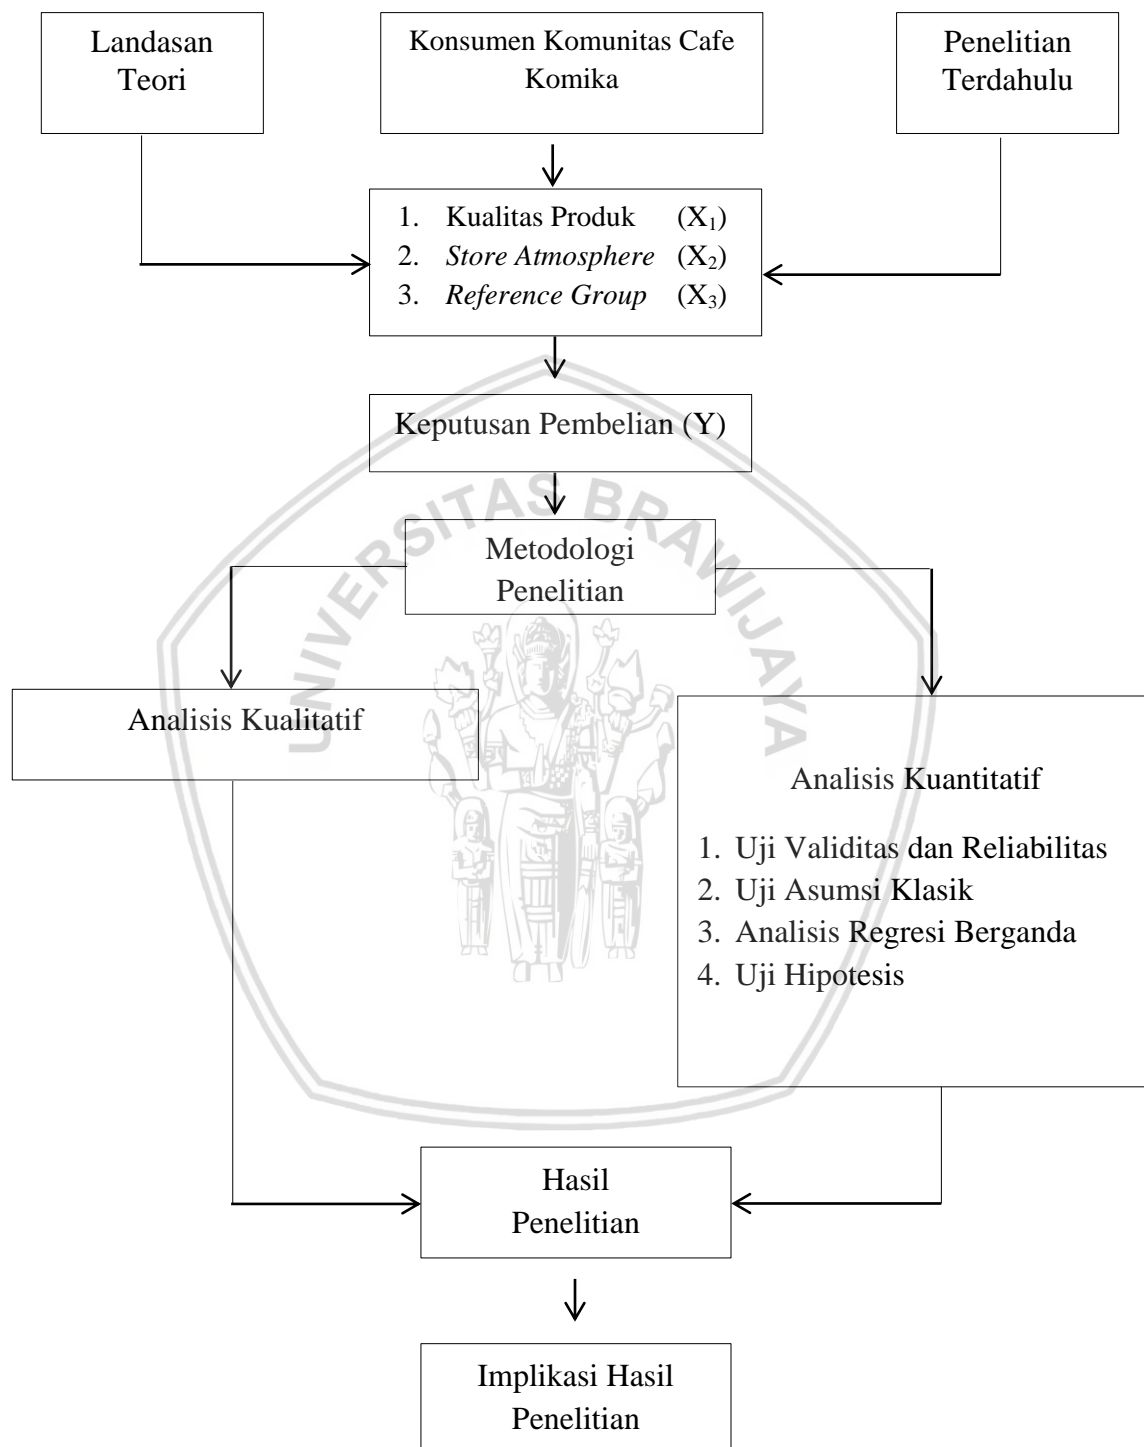 Landasan
Teori
Konsumen Komunitas Cafe
Komika
Penelitian
Terdahulu
1. Kualitas Produk (X₁)
2. Store Atmosphere (X₂)
3. Reference Group (X₃)
Keputusan Pembelian (Y)
UNIVERSITAS BRAWIJAYA
Metodologi
Penelitian
Analisis Kualitatif
Analisis Kuantitatif
1. Uji Validitas dan Reliabilitas
2. Uji Asumsi Klasik
3. Analisis Regresi Berganda
4. Uji Hipotesis
Hasil
Penelitian
Implikasi Hasil
Penelitian